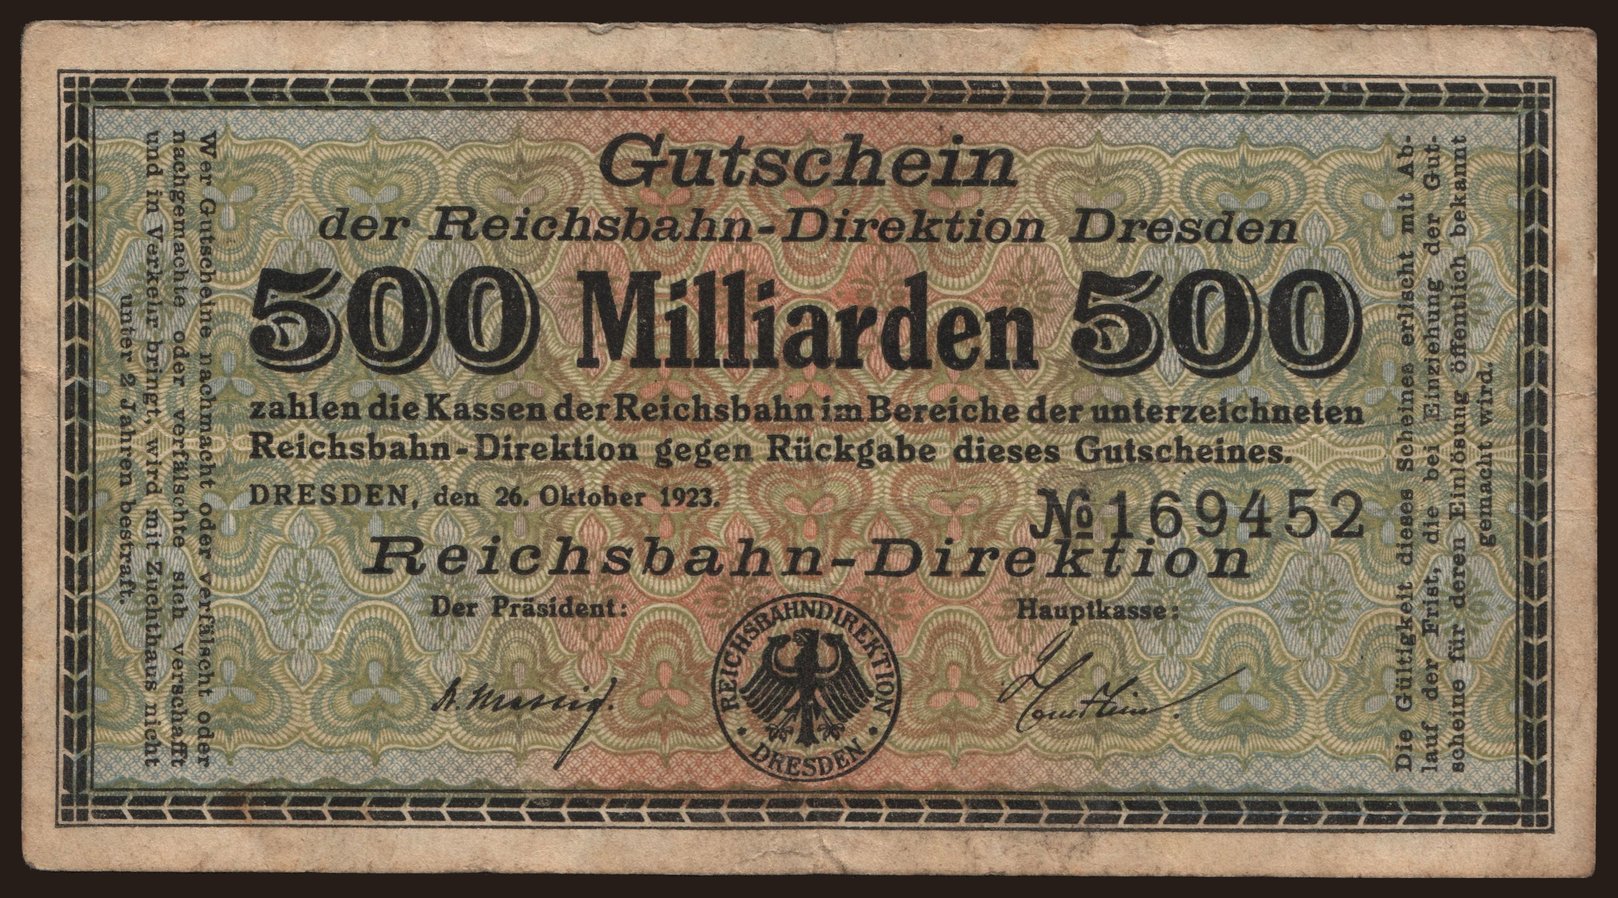 Gutschein
der Reichsbahn-Direktion Dresden
500 Milliarden 500
zahlen die Kassen der Reichsbahn im Bereiche der unterzeichneten
Reichsbahn-Direktion gegen Rückgabe dieses Gutscheines.
DRESDEN, den 26. Oktober 1923.
№ 169452
Reichsbahn-Direktion
Der Präsident:
Hauptkasse:
REICHSBAHNDIREKTION
• DRESDEN •
Wer Gutscheine nachmacht oder verfälscht oder
nachgemachte oder verfälschte sich verschafft
und in Verkehr bringt, wird mit Zuchthaus nicht
unter 2 Jahren bestraft.
Die Gültigkeit dieses Scheines erlischt mit Ab-
lauf der Frist, die bei Einziehung der Gut-
scheine für deren Einlösung öffentlich bekannt
gemacht wird.